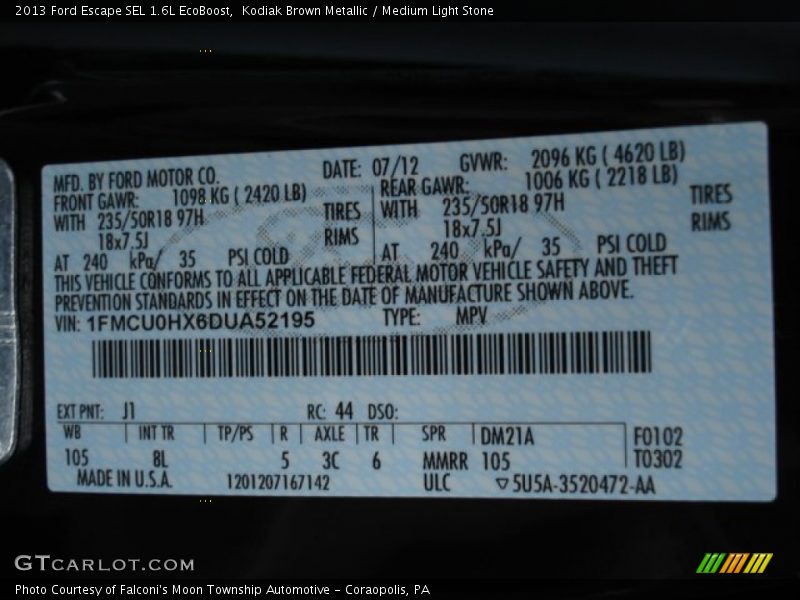 2013 Ford Escape SEL 1.6L EcoBoost, Kodiak Brown Metallic / Medium Light Stone
MFD. BY FORD MOTOR CO. DATE: 07/12 GVWR: 2096 KG ( 4620 LB)
FRONT GAWR: 1098 KG ( 2420 LB) REAR GAWR: 1006 KG ( 2218 LB)
WITH 235/50R18 97H TIRES WITH 235/50R18 97H TIRES
18x7.5J RIMS 18x7.5J RIMS
AT 240 kPa/ 35 PSI COLD AT 240 kPa/ 35 PSI COLD
THIS VEHICLE CONFORMS TO ALL APPLICABLE FEDERAL MOTOR VEHICLE SAFETY AND THEFT
PREVENTION STANDARDS IN EFFECT ON THE DATE OF MANUFACTURE SHOWN ABOVE.
VIN: 1FMCU0HX6DUA52195 TYPE: MPV
EXT PNT: J1 RC: 44 DSO:
WB INT TR TP/PS R AXLE TR SPR DM21A F0102
105 8L 5 3C 6 MMRR 105 T0302
MADE IN U.S.A. 1201207167142 ULC ▽5U5A-3520472-AA
GTCARLOT.COM
Photo Courtesy of Falconi's Moon Township Automotive - Coraopolis, PA